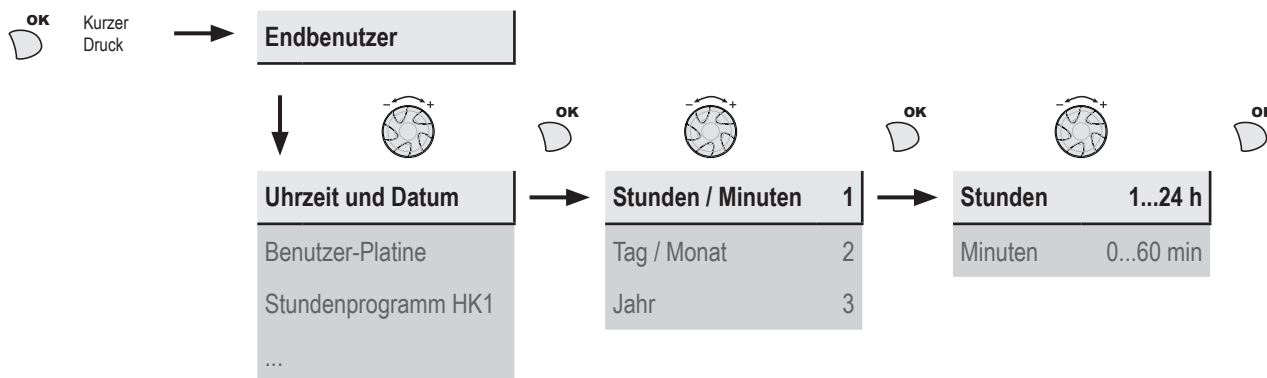 OK
Kurzer
Druck
Endbenutzer
- +
OK
- +
OK
- +
Uhrzeit und Datum
Benutzer-Platine
Stundenprogramm HK1
...
Stunden / Minuten 1
Tag / Monat 2
Jahr 3
Stunden 1...24 h
Minuten 0...60 min